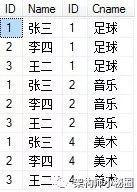 ID Name ID Cname
1 张三 1 足球
2 李四 1 足球
3 王二 1 足球
1 张三 2 音乐
2 李四 2 音乐
3 王二 2 音乐
1 张三 4 美术
2 李四 4 美术
3 王二 4 美术
架构师小秘圈